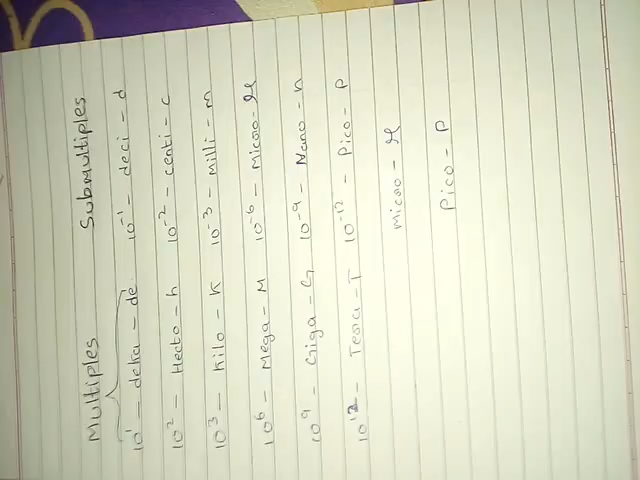 Multiples Submultiples
10¹ – deka – de 10⁻¹ – deci – d
10² – Hecto – h 10⁻² – centi – c
10³ – Kilo – K 10⁻³ – Milli – m
10⁶ – Mega – M 10⁻⁶ – Micro – μ
10⁹ – Giga – G 10⁻⁹ – Nano – n
10¹² – Tera – T 10⁻¹² – Pico – P
Micro – μ
Pico – P